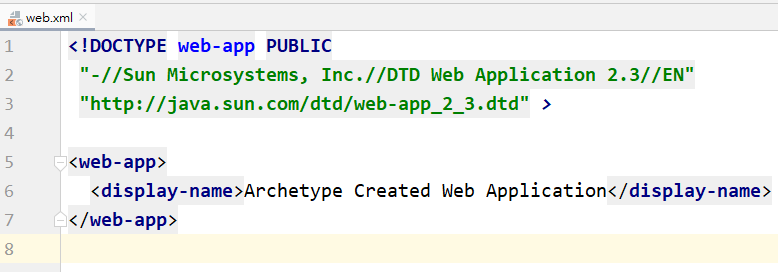 web.xml
1 <!DOCTYPE web-app PUBLIC
2 "-//Sun Microsystems, Inc.//DTD Web Application 2.3//EN"
3 "http://java.sun.com/dtd/web-app_2_3.dtd" >
4
5 <web-app>
6 <display-name>Archetype Created Web Application</display-name>
7 </web-app>
8